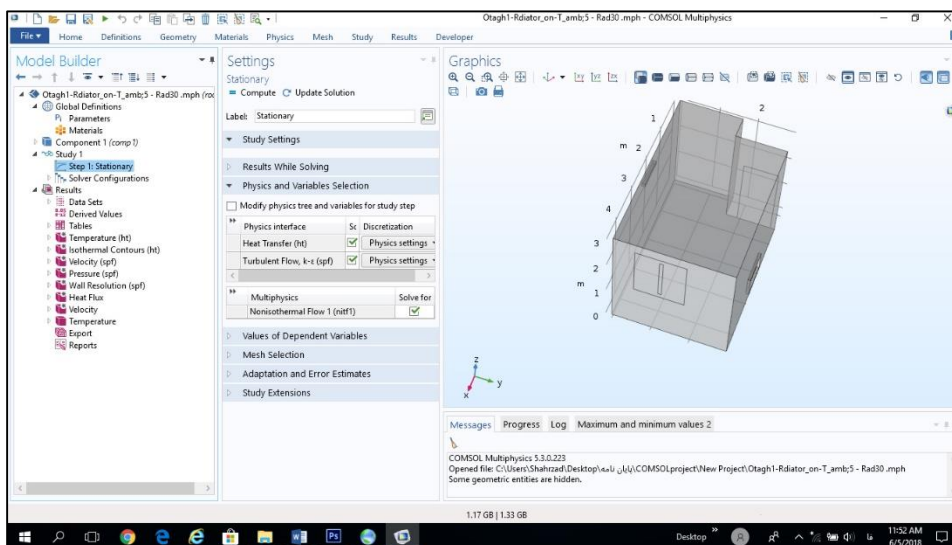 Otagh1-Rdiator_on-T_amb;5 - Rad30 .mph - COMSOL Multiphysics
File Home Definitions Geometry Materials Physics Mesh Study Results Developer
Model Builder
Otagh1-Rdiator_on-T_amb;5 - Rad30 .mph (roo
Global Definitions
Pi Parameters
Materials
Component 1 (comp1)
Study 1
Step 1: Stationary
Solver Configurations
Results
Data Sets
Derived Values
Tables
Temperature (ht)
Isothermal Contours (ht)
Velocity (spf)
Pressure (spf)
Wall Resolution (spf)
Heat Flux
Velocity
Temperature
Export
Reports
Settings
Stationary
Compute Update Solution
Label: Stationary
Study Settings
Results While Solving
Physics and Variables Selection
Modify physics tree and variables for study step
Physics interface Sc Discretization
Heat Transfer (ht) Physics settings
Turbulent Flow, k-ε (spf) Physics settings
Multiphysics Solve for
Nonisothermal Flow 1 (nitf1)
Values of Dependent Variables
Mesh Selection
Adaptation and Error Estimates
Study Extensions
Graphics
2
1
m 2
3
4
3
2
m 1
0
z
y
x
Messages Progress Log Maximum and minimum values 2
COMSOL Multiphysics 5.3.0.223
Opened file: C:\Users\Shahrzad\Desktop\پایان نامه\COMSOLproject\New Project\Otagh1-Rdiator_on-T_amb;5 - Rad30 .mph
Some geometric entities are hidden.
1.17 GB | 1.33 GB
Desktop فا 11:52 AM
6/5/2018